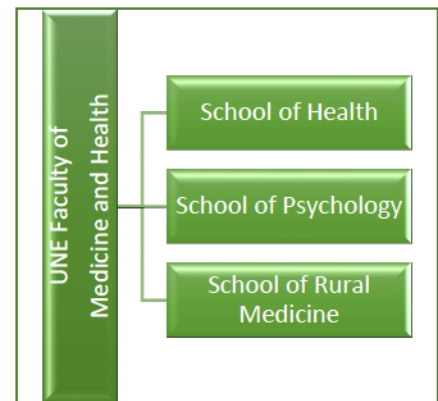 UNE Faculty of
Medicine and Health
School of Health
School of Psychology
School of Rural
Medicine